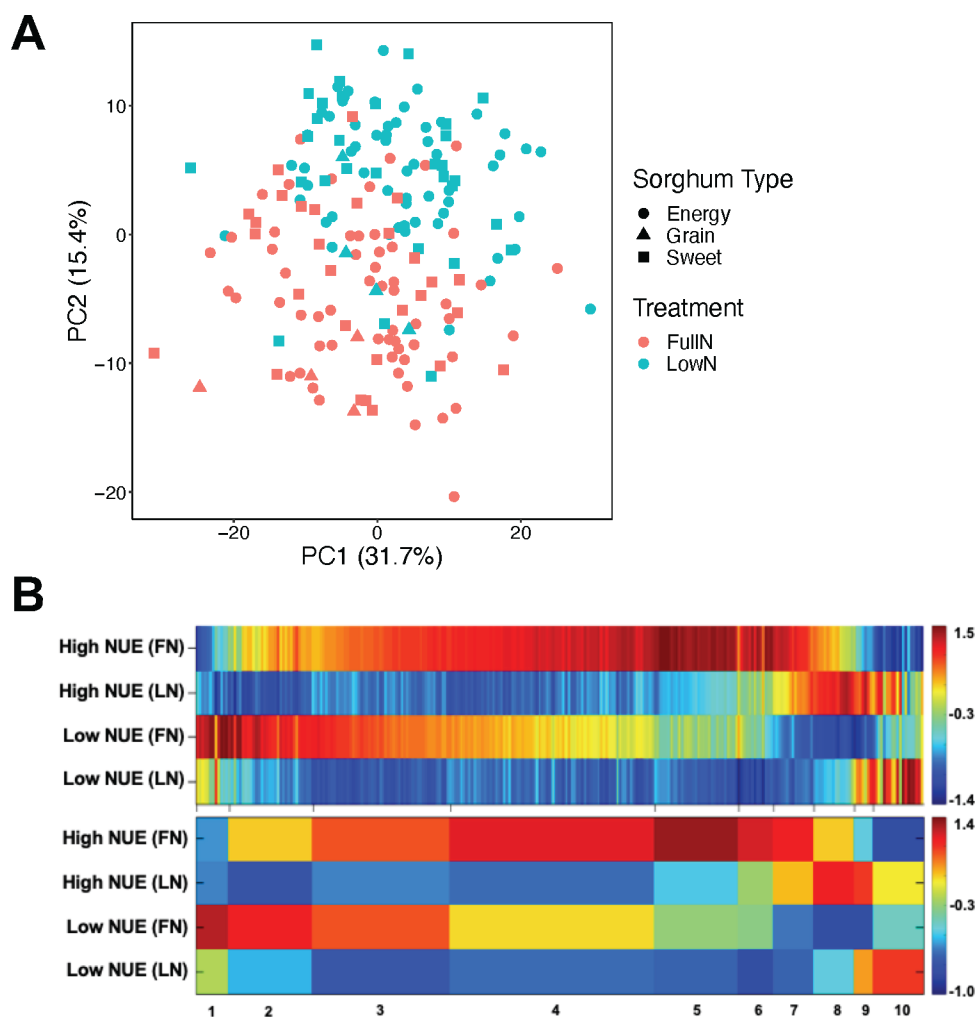 A
PC2 (15.4%)
10
0
−10
−20
−20
0
20
PC1 (31.7%)
Sorghum Type
Energy
Grain
Sweet
Treatment
FullN
LowN
B
High NUE (FN)
High NUE (LN)
Low NUE (FN)
Low NUE (LN)
1.5
-0.3
-1.4
High NUE (FN)
High NUE (LN)
Low NUE (FN)
Low NUE (LN)
1.4
-0.3
-1.0
1 2 3 4 5 6 7 8 9 10